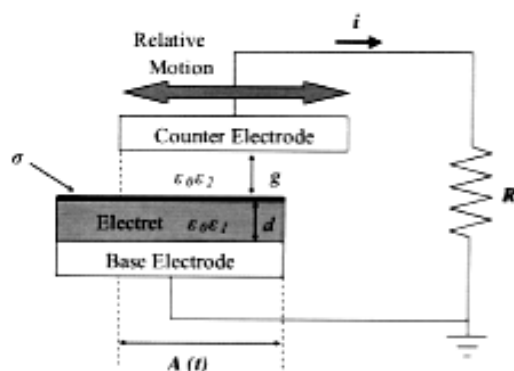 i
Relative
Motion
Counter Electrode
σ
ε₀ε₂
g
R
Electret ε₀ε₁
d
Base Electrode
A (t)